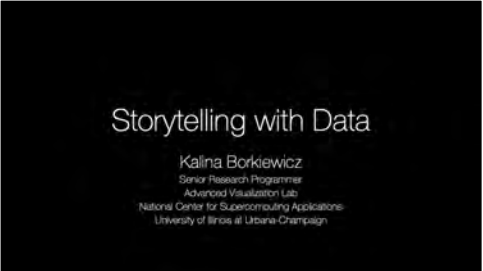 Storytelling with Data
Kalina Borkiewicz
Senior Research Programmer
Advanced Visualization Lab
National Center for Supercomputing Applications
University of Illinois at Urbana-Champaign